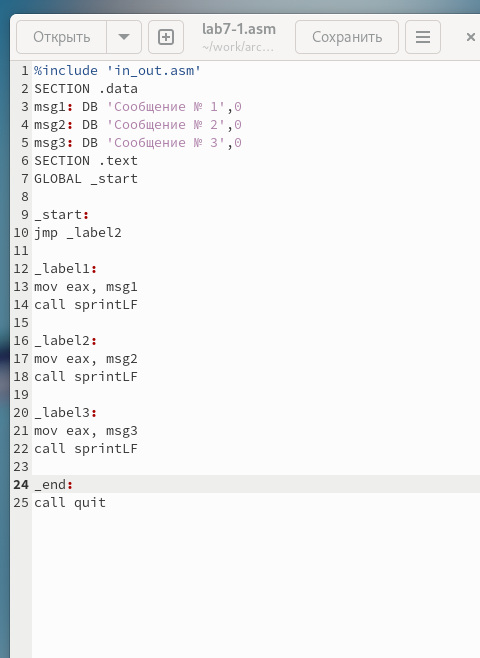 Открыть
lab7-1.asm
~/work/arc...
Сохранить
1 %include 'in_out.asm'
2 SECTION .data
3 msg1: DB 'Сообщение № 1',0
4 msg2: DB 'Сообщение № 2',0
5 msg3: DB 'Сообщение № 3',0
6 SECTION .text
7 GLOBAL _start
8
9 _start:
10 jmp _label2
11
12 _label1:
13 mov eax, msg1
14 call sprintLF
15
16 _label2:
17 mov eax, msg2
18 call sprintLF
19
20 _label3:
21 mov eax, msg3
22 call sprintLF
23
24 _end:
25 call quit